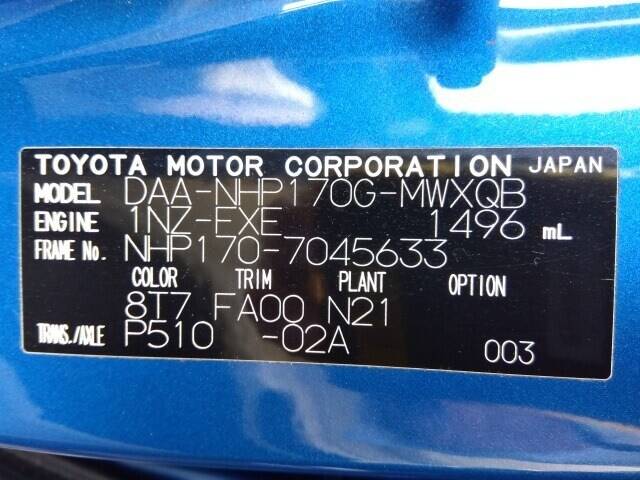 TOYOTA MOTOR CORPORATION JAPAN
MODEL DAA-NHP170G-MWXQB
ENGINE 1NZ-EXE 1496 mL
FRAME No. NHP170-7045633
COLOR TRIM PLANT OPTION
8T7 FA00 N21
TRANS./AXLE P510 -02A 003